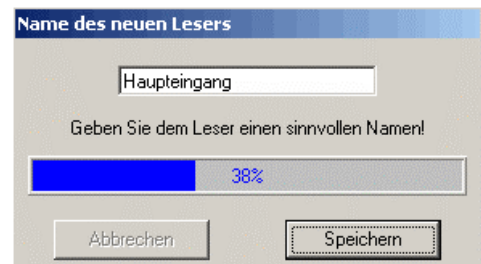 Name des neuen Lesers
Haupteingang
Geben Sie dem Leser einen sinnvollen Namen!
38%
Abbrechen Speichern